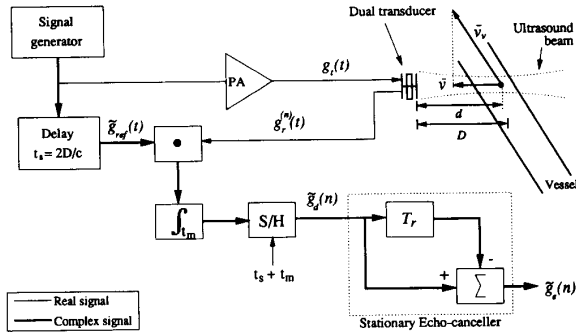 Signal
generator
Dual transducer
Ultrasound
beam
PA
g_t(t)
v̄_v
v̄
g_r^(n)(t)
d
D
Vessel
Delay
t_s = 2D/c
g̃_ref(t)
•
∫_tm
S/H
t_s + t_m
g̃_d(n)
T_r
+
-
Σ
g̃_e(n)
Stationary Echo-canceller
Real signal
Complex signal